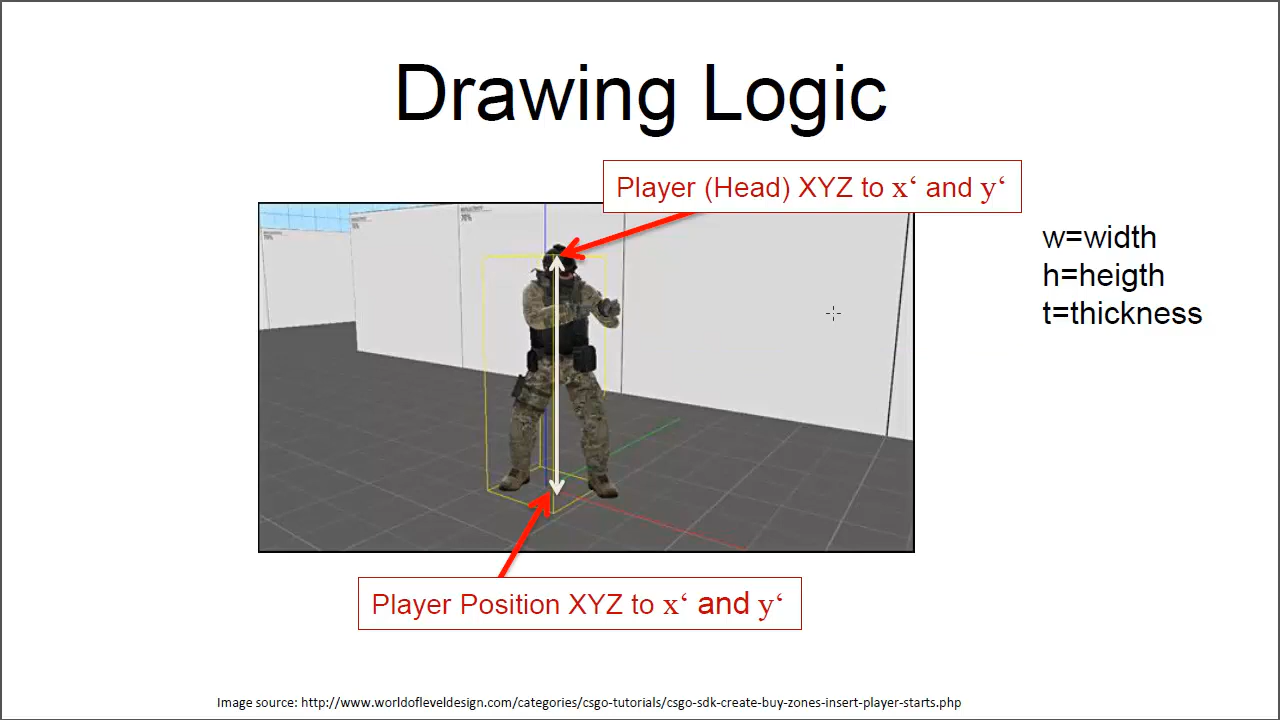 Drawing Logic
Player (Head) XYZ to x‘ and y‘
w=width
h=heigth
t=thickness
Player Position XYZ to x‘ and y‘
Image source: http://www.worldofleveldesign.com/categories/csgo-tutorials/csgo-sdk-create-buy-zones-insert-player-starts.php